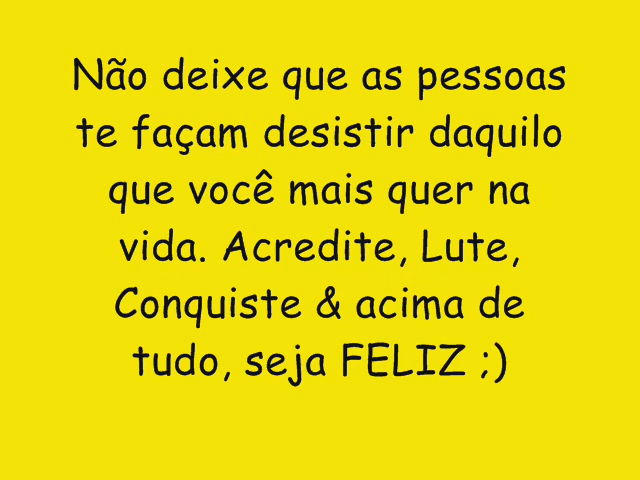 Não deixe que as pessoas
te façam desistir daquilo
que você mais quer na
vida. Acredite, Lute,
Conquiste & acima de
tudo, seja FELIZ ;)